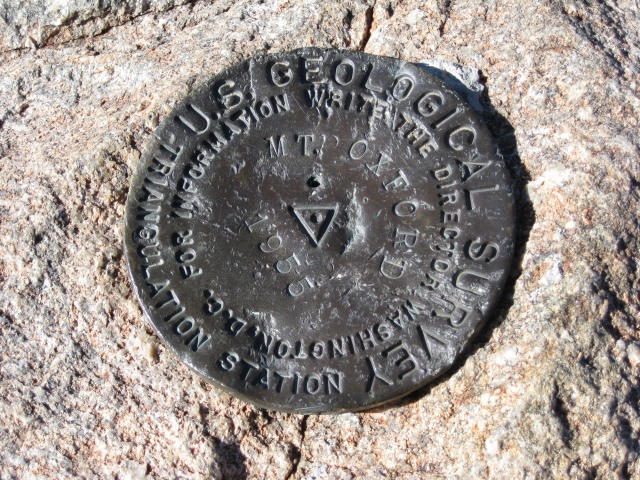 U.S. GEOLOGICAL SURVEY
TRIANGULATION STATION
FOR INFORMATION WRITE THE DIRECTOR, WASHINGTON, D.C.
MT. OXFORD
1955